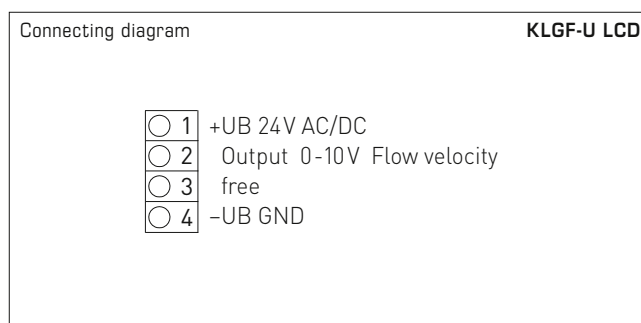 Connecting diagram KLGF-U LCD
1 +UB 24V AC/DC
2 Output 0-10V Flow velocity
3 free
4 –UB GND